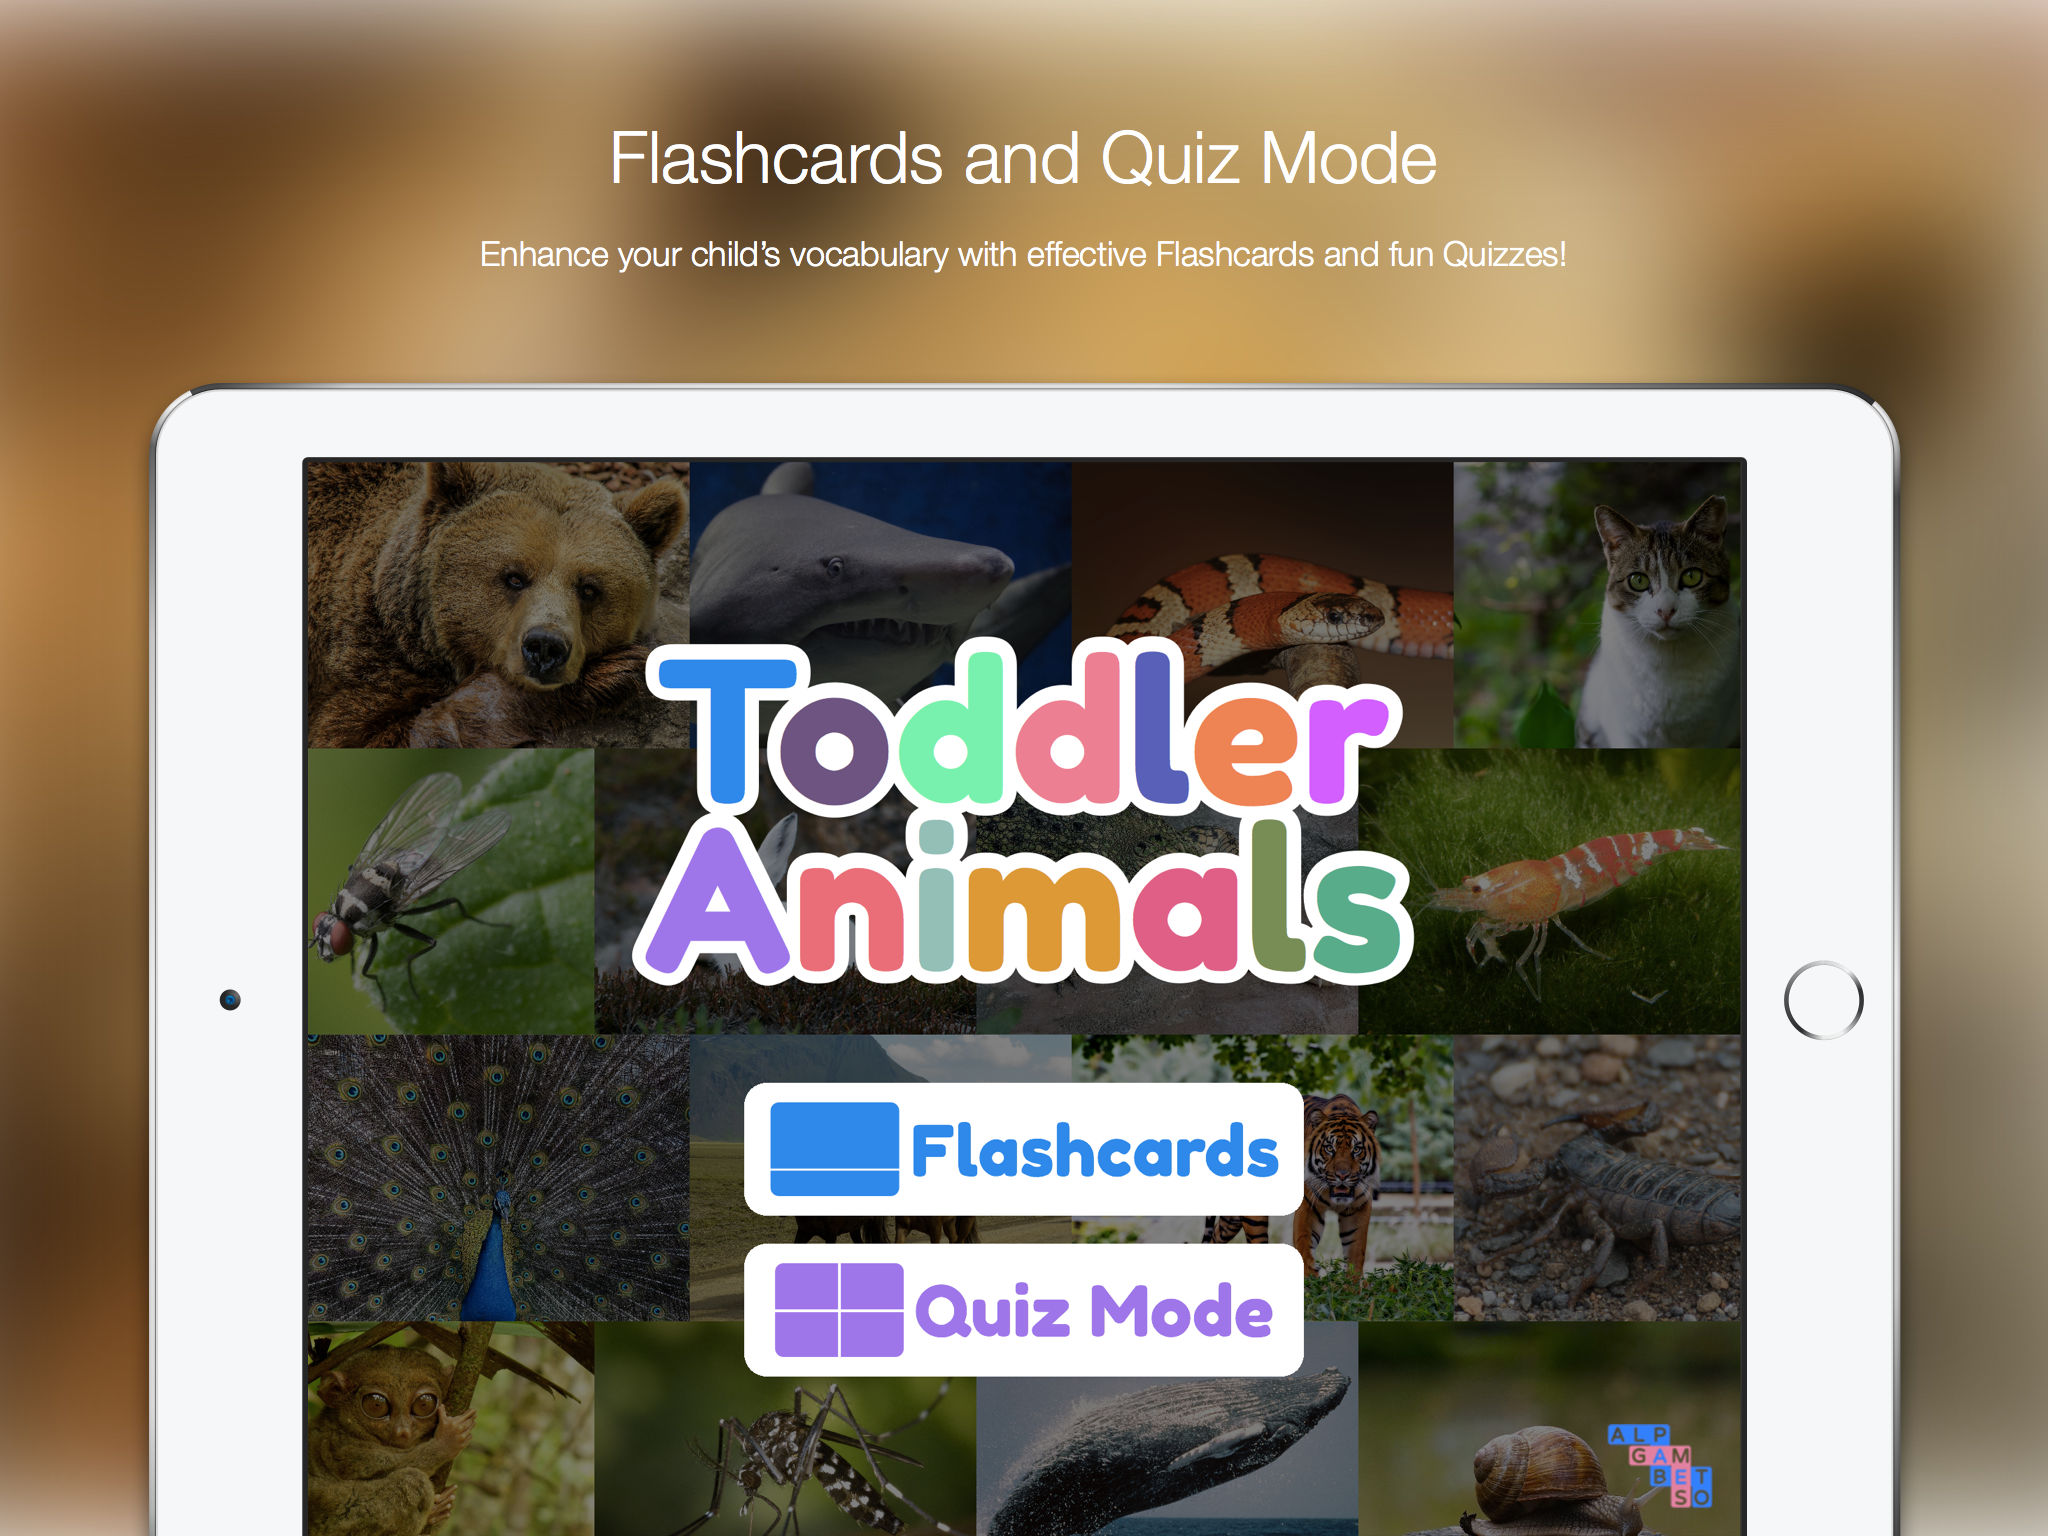 Flashcards and Quiz Mode
Enhance your child’s vocabulary with effective Flashcards and fun Quizzes!
Toddler
Animals
Flashcards
Quiz Mode
ALP
GAM
BET
SO